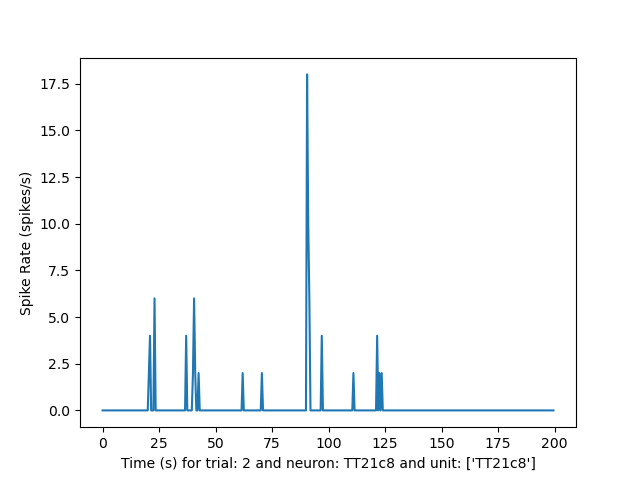 17.5
15.0
12.5
10.0
7.5
5.0
2.5
0.0
Spike Rate (spikes/s)
0 25 50 75 100 125 150 175 200
Time (s) for trial: 2 and neuron: TT21c8 and unit: ['TT21c8']